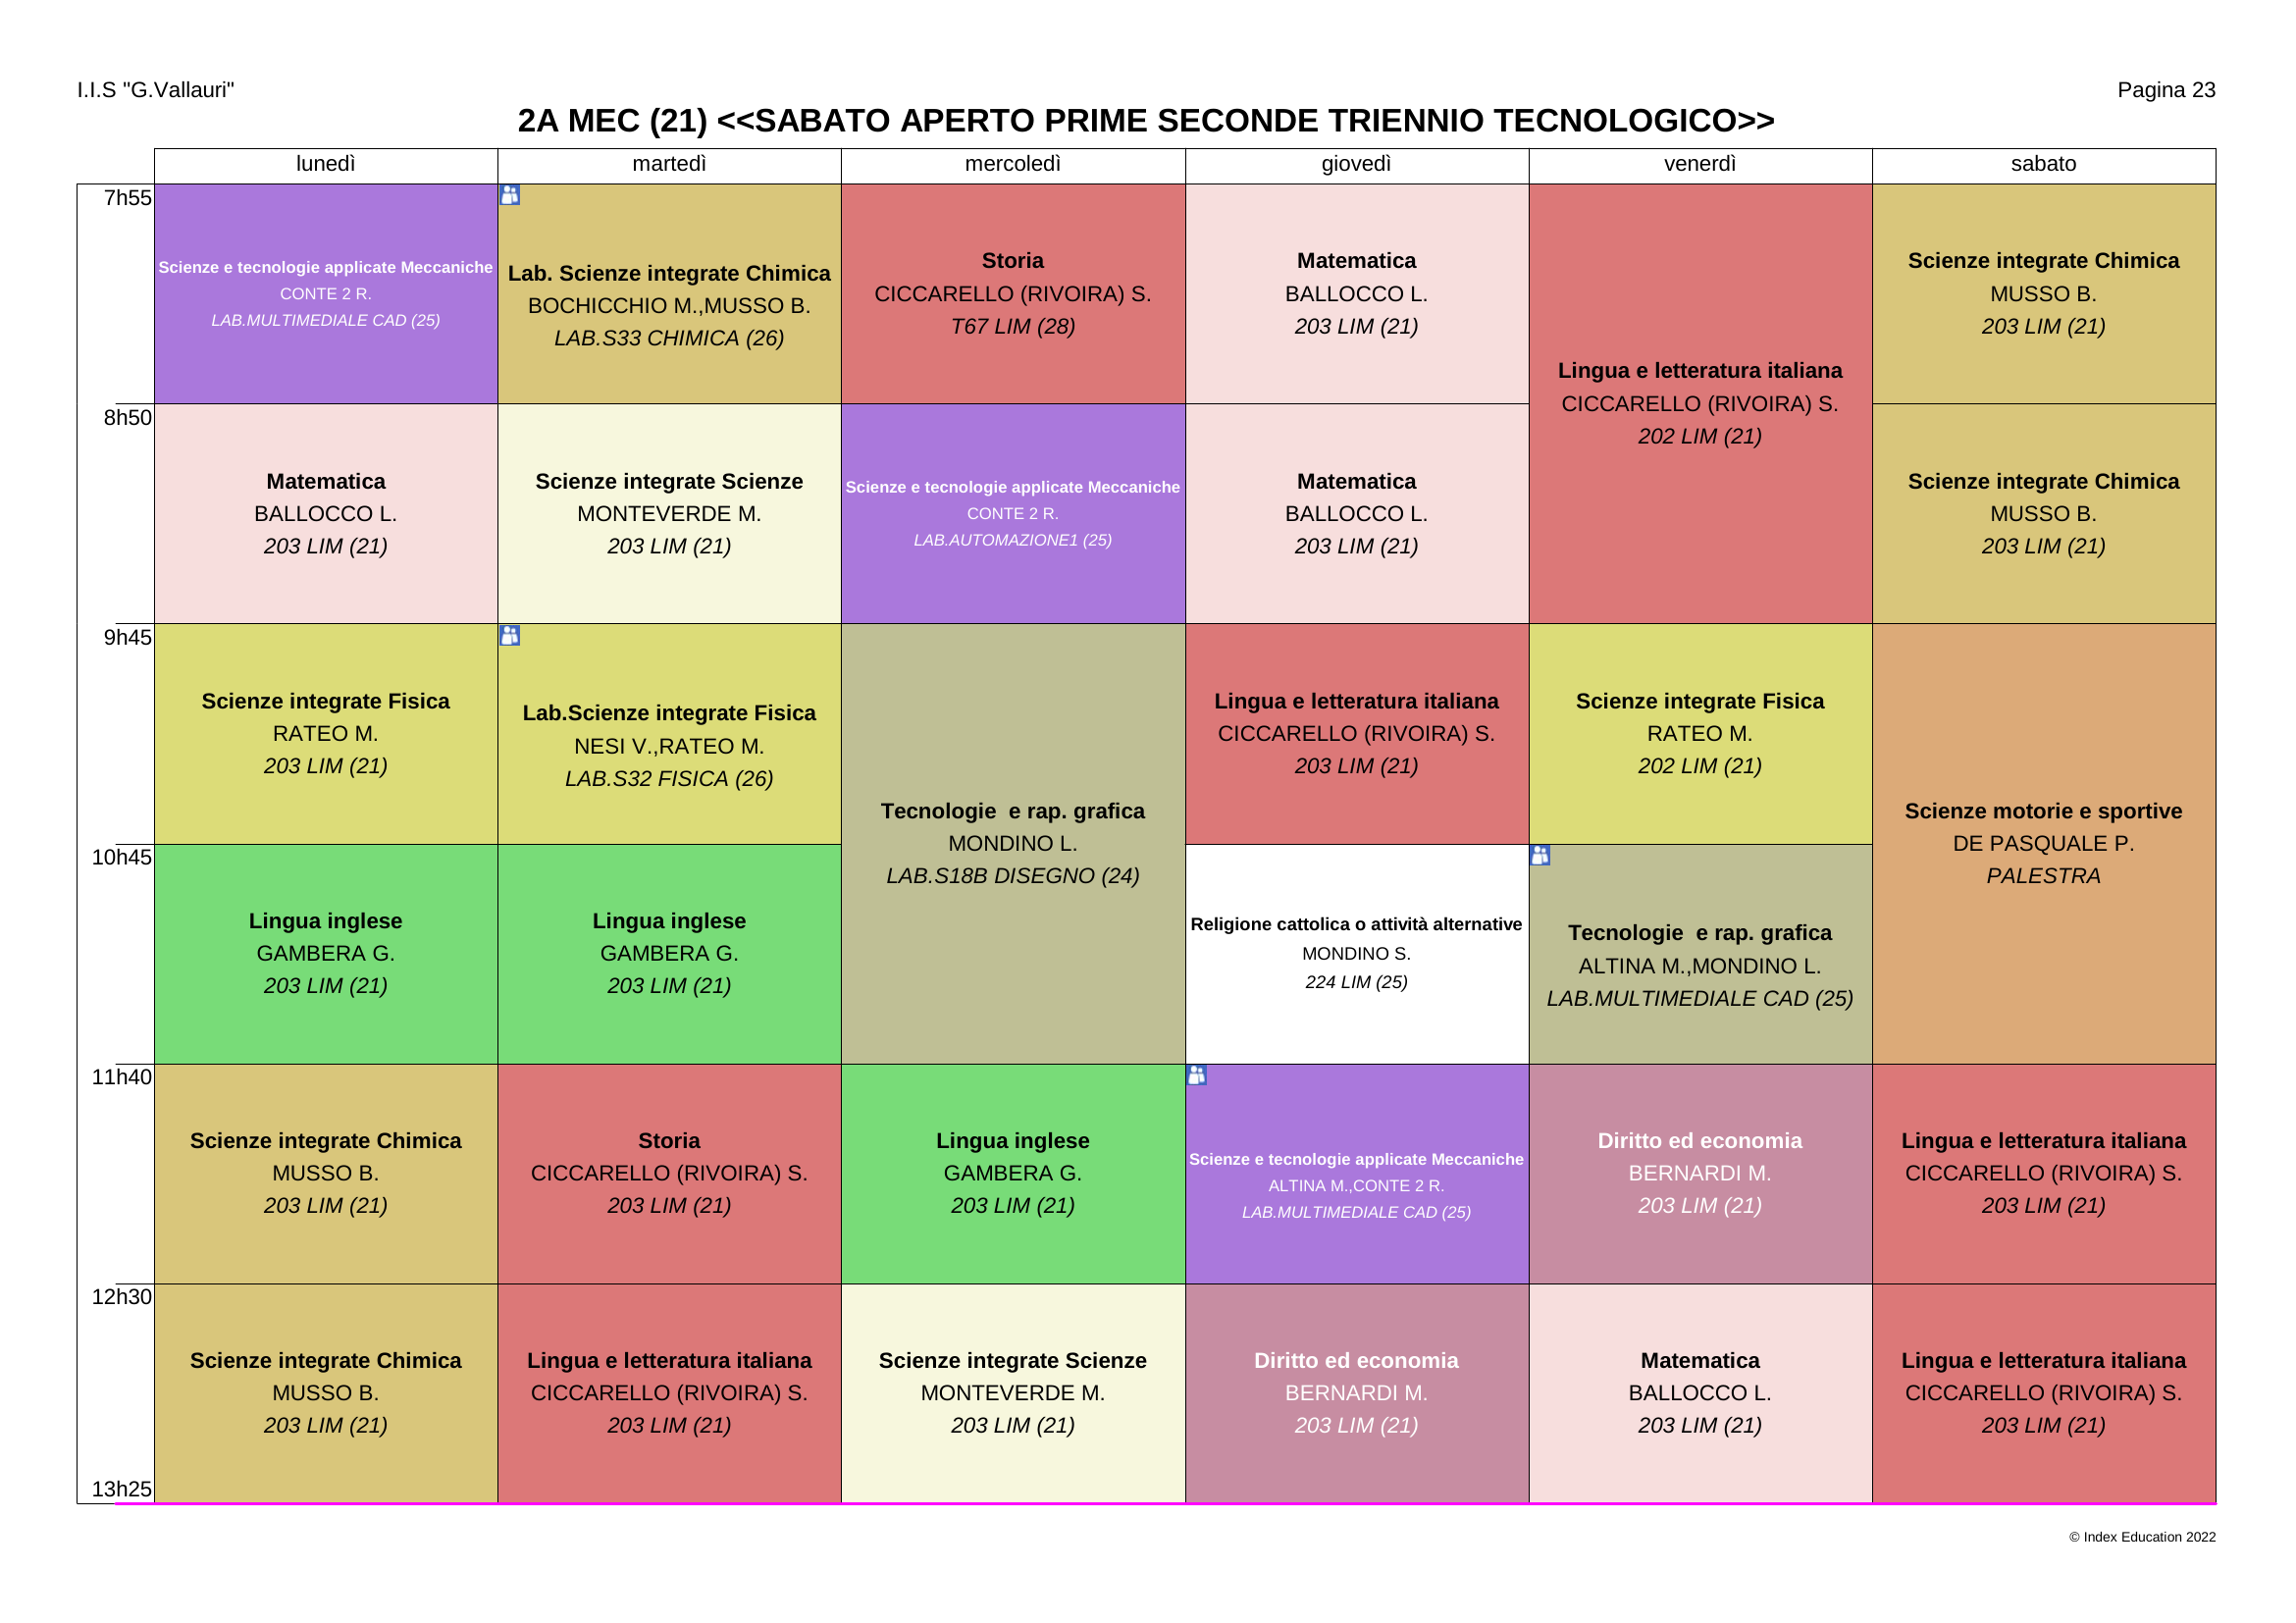 I.I.S "G.Vallauri"
Pagina 23
2A MEC (21) <<SABATO APERTO PRIME SECONDE TRIENNIO TECNOLOGICO>>
lunedì
martedì
mercoledì
giovedì
venerdì
sabato
7h55
Scienze e tecnologie applicate Meccaniche
CONTE 2 R.
LAB.MULTIMEDIALE CAD (25)
Lab. Scienze integrate Chimica
BOCHICCHIO M.,MUSSO B.
LAB.S33 CHIMICA (26)
Storia
CICCARELLO (RIVOIRA) S.
T67 LIM (28)
Matematica
BALLOCCO L.
203 LIM (21)
Lingua e letteratura italiana
CICCARELLO (RIVOIRA) S.
202 LIM (21)
Scienze integrate Chimica
MUSSO B.
203 LIM (21)
8h50
Matematica
BALLOCCO L.
203 LIM (21)
Scienze integrate Scienze
MONTEVERDE M.
203 LIM (21)
Scienze e tecnologie applicate Meccaniche
CONTE 2 R.
LAB.AUTOMAZIONE1 (25)
Matematica
BALLOCCO L.
203 LIM (21)
Scienze integrate Chimica
MUSSO B.
203 LIM (21)
9h45
Scienze integrate Fisica
RATEO M.
203 LIM (21)
Lab.Scienze integrate Fisica
NESI V.,RATEO M.
LAB.S32 FISICA (26)
Tecnologie  e rap. grafica
MONDINO L.
LAB.S18B DISEGNO (24)
Lingua e letteratura italiana
CICCARELLO (RIVOIRA) S.
203 LIM (21)
Scienze integrate Fisica
RATEO M.
202 LIM (21)
Scienze motorie e sportive
DE PASQUALE P.
PALESTRA
10h45
Lingua inglese
GAMBERA G.
203 LIM (21)
Lingua inglese
GAMBERA G.
203 LIM (21)
Religione cattolica o attività alternative
MONDINO S.
224 LIM (25)
Tecnologie  e rap. grafica
ALTINA M.,MONDINO L.
LAB.MULTIMEDIALE CAD (25)
11h40
Scienze integrate Chimica
MUSSO B.
203 LIM (21)
Storia
CICCARELLO (RIVOIRA) S.
203 LIM (21)
Lingua inglese
GAMBERA G.
203 LIM (21)
Scienze e tecnologie applicate Meccaniche
ALTINA M.,CONTE 2 R.
LAB.MULTIMEDIALE CAD (25)
Diritto ed economia
BERNARDI M.
203 LIM (21)
Lingua e letteratura italiana
CICCARELLO (RIVOIRA) S.
203 LIM (21)
12h30
Scienze integrate Chimica
MUSSO B.
203 LIM (21)
Lingua e letteratura italiana
CICCARELLO (RIVOIRA) S.
203 LIM (21)
Scienze integrate Scienze
MONTEVERDE M.
203 LIM (21)
Diritto ed economia
BERNARDI M.
203 LIM (21)
Matematica
BALLOCCO L.
203 LIM (21)
Lingua e letteratura italiana
CICCARELLO (RIVOIRA) S.
203 LIM (21)
13h25
© Index Education 2022